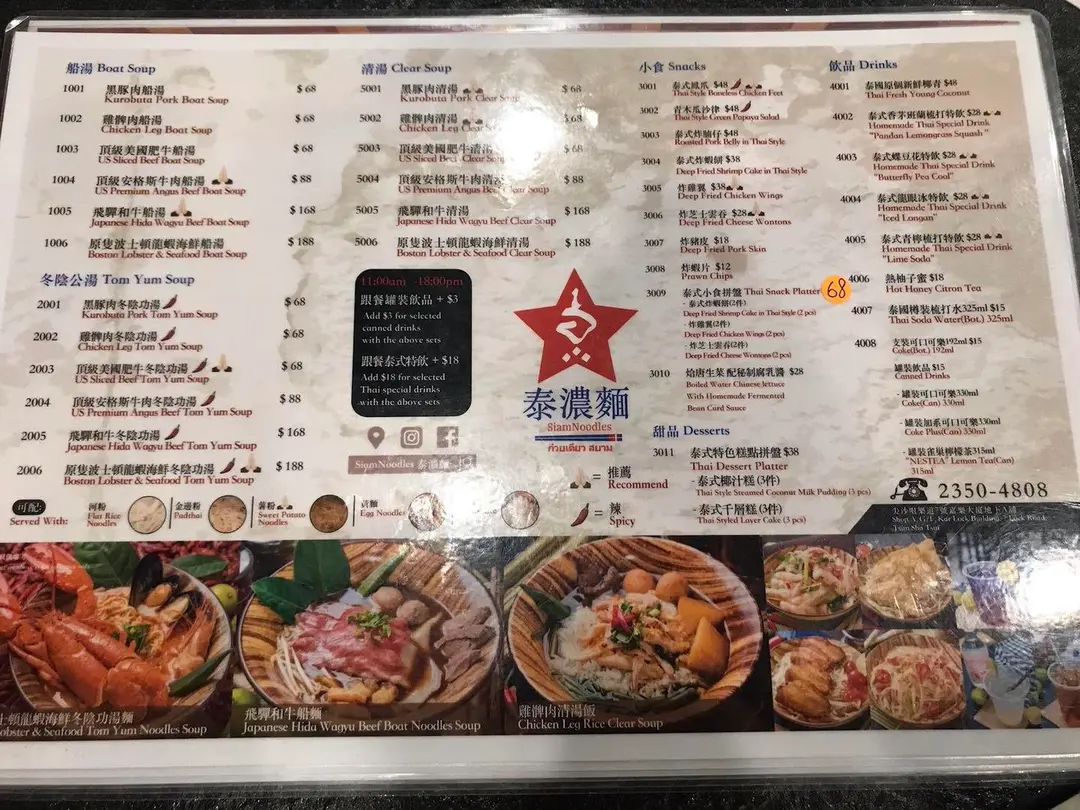 船湯 Boat Soup
1001 黑豚肉船湯 $ 68
Kurobuta Pork Boat Soup
1002 雞髀肉船湯 $ 68
Chicken Leg Boat Soup
1003 頂級美國肥牛船湯 $ 68
US Sliced Beef Boat Soup
1004 頂級安格斯牛肉船湯 $ 88
US Premium Angus Beef Boat Soup
1005 飛驒和牛船湯 $ 168
Japanese Hida Wagyu Beef Boat Soup
1006 原隻波士頓龍蝦海鮮船湯 $ 188
Boston Lobster & Seafood Boat Soup
冬陰公湯 Tom Yum Soup
2001 黑豚肉冬陰功湯 $ 68
Kurobuta Pork Tom Yum Soup
2002 雞髀肉冬陰功湯 $ 68
Chicken Leg Tom Yum Soup
2003 頂級美國肥牛冬陰功湯 $ 68
US Sliced Beef Tom Yum Soup
2004 頂級安格斯牛肉冬陰功湯 $ 88
US Premium Angus Beef Tom Yum Soup
2005 飛驒和牛冬陰功湯 $ 168
Japanese Hida Wagyu Beef Tom Yum Soup
2006 原隻波士頓龍蝦海鮮冬陰功湯 $ 188
Boston Lobster & Seafood Tom Yum Soup
可配:
Served With:
河粉
Flat Rice
Noodles
金邊粉
Padthai
薯粉
Sweet Potato
Noodles
蛋麵
Egg Noodles
清湯 Clear Soup
5001 黑豚肉清湯 $ 68
Kurobuta Pork Clear Soup
5002 雞髀肉清湯 $ 68
Chicken Leg Clear Soup
5003 頂級美國肥牛清湯 $ 68
US Sliced Beef Clear Soup
5004 頂級安格斯牛肉清湯 $ 88
US Premium Angus Beef Clear Soup
5005 飛驒和牛清湯 $ 168
Japanese Hida Wagyu Beef Clear Soup
5006 原隻波士頓龍蝦海鮮清湯 $ 188
Boston Lobster & Seafood Clear Soup
11:00am - 18:00pm
跟餐罐裝飲品 + $3
Add $3 for selected
canned drinks
with the above sets
跟餐泰式特飲 + $18
Add $18 for selected
Thai special drinks
with the above sets
SiamNoodles 泰濃麵
泰濃麵
SiamNoodles
ก๋วยเตี๋ยว สยาม
= 推薦
Recommend
= 辣
Spicy
小食 Snacks
3001 泰式鳳爪 $48
Thai Style Boneless Chicken Feet
3002 青木瓜沙律 $48
Thai Style Green Papaya Salad
3003 泰式炸腩仔 $48
Roasted Pork Belly in Thai Style
3004 泰式炸蝦餅 $38
Deep Fried Shrimp Cake in Thai Style
3005 炸雞翼 $38
Deep Fried Chicken Wings
3006 炸芝士雲吞 $28
Deep Fried Cheese Wontons
3007 炸豬皮 $18
Deep Fried Pork Skin
3008 炸蝦片 $12
Prawn Chips
3009 泰式小食拼盤 Thai Snack Platter 68
- 泰式炸蝦餅(2件)
Deep Fried Shrimp Cake in Thai Style (2 pcs)
- 炸雞翼(2件)
Deep Fried Chicken Wings (2 pcs)
- 炸芝士雲吞(2件)
Deep Fried Cheese Wontons (2 pcs)
3010 焓唐生菜 配秘制腐乳醬 $28
Boiled Water Chinese lettuce
With Homemade Fermented
Bean Card Sauce
甜品 Desserts
3011 泰式特色糕點拼盤 $38
Thai Dessert Platter
- 泰式椰汁糕 (3件)
Thai Style Steamed Coconut Milk Pudding (3 pcs)
- 泰式千層糕 (3件)
Thai Styled Layer Cake (3 pcs)
飲品 Drinks
4001 泰國原個新鮮椰青 $48
Thai Fresh Young Coconut
4002 泰式香茅班蘭梳打特飲 $28
Homemade Thai Special Drink
"Pandan Lemongrass Squash "
4003 泰式蝶豆花特飲 $28
Homemade Thai Special Drink
"Butterfly Pea Cool"
4004 泰式龍眼冰特飲 $28
Homemade Thai Special Drink
"Iced Longan"
4005 泰式青檸梳打特飲 $28
Homemade Thai Special Drink
"Lime Soda"
4006 熱柚子蜜 $18
Hot Honey Citron Tea
4007 泰國樽裝梳打水325ml $15
Thai Soda Water(Bot.) 325ml
4008 支裝可口可樂192ml $15
Coke(Bot.) 192ml
罐裝飲品 $15
Canned Drinks
- 罐裝可口可樂330ml
Coke(Can) 330ml
- 罐裝加系可口可樂330ml
Coke Plus(Can) 330ml
- 罐裝雀巢檸檬茶315ml
"NESTEA" Lemon Tea(Can)
315ml
2350-4808
Tsim Sha Tsui
士頓龍蝦海鮮冬陰功湯麵
Lobster & Seafood Tom Yum Noodles Soup
飛驒和牛船麵
Japanese Hida Wagyu Beef Boat Noodles Soup
雞髀肉清湯飯
Chicken Leg Rice Clear Soup